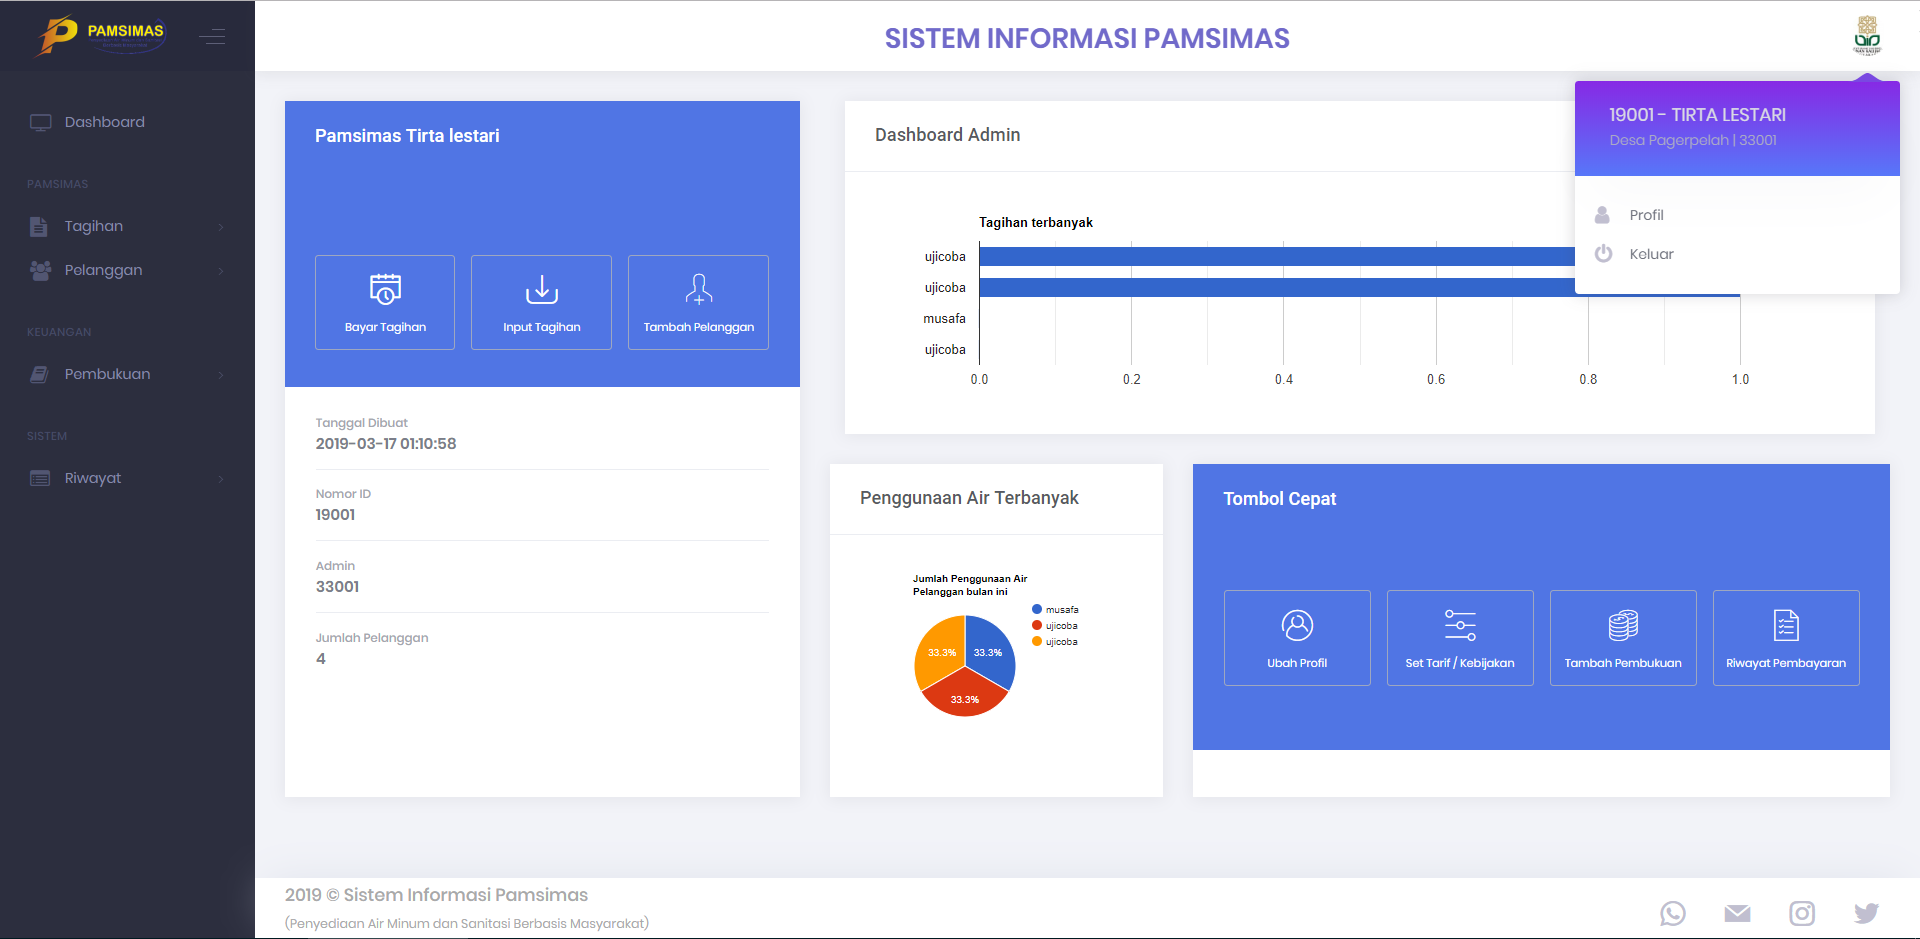 PAMSIMAS
SISTEM INFORMASI PAMSIMAS
Dashboard
PAMSIMAS
Tagihan
Pelanggan
KEUANGAN
Pembukuan
SISTEM
Riwayat
19001 - TIRTA LESTARI
Desa Pagerpelah | 33001
Profil
Keluar
Pamsimas Tirta lestari
Bayar Tagihan
Input Tagihan
Tambah Pelanggan
Tanggal Dibuat
2019-03-17 01:10:58
Nomor ID
19001
Admin
33001
Jumlah Pelanggan
4
Dashboard Admin
Tagihan terbanyak
ujicoba
ujicoba
musafa
ujicoba
0.0 0.2 0.4 0.6 0.8 1.0
Penggunaan Air Terbanyak
Jumlah Penggunaan Air
Pelanggan bulan ini
musafa
ujicoba
ujicoba
33.3% 33.3%
33.3%
Tombol Cepat
Ubah Profil
Set Tarif / Kebijakan
Tambah Pembukuan
Riwayat Pembayaran
2019 © Sistem Informasi Pamsimas
(Penyediaan Air Minum dan Sanitasi Berbasis Masyarakat)